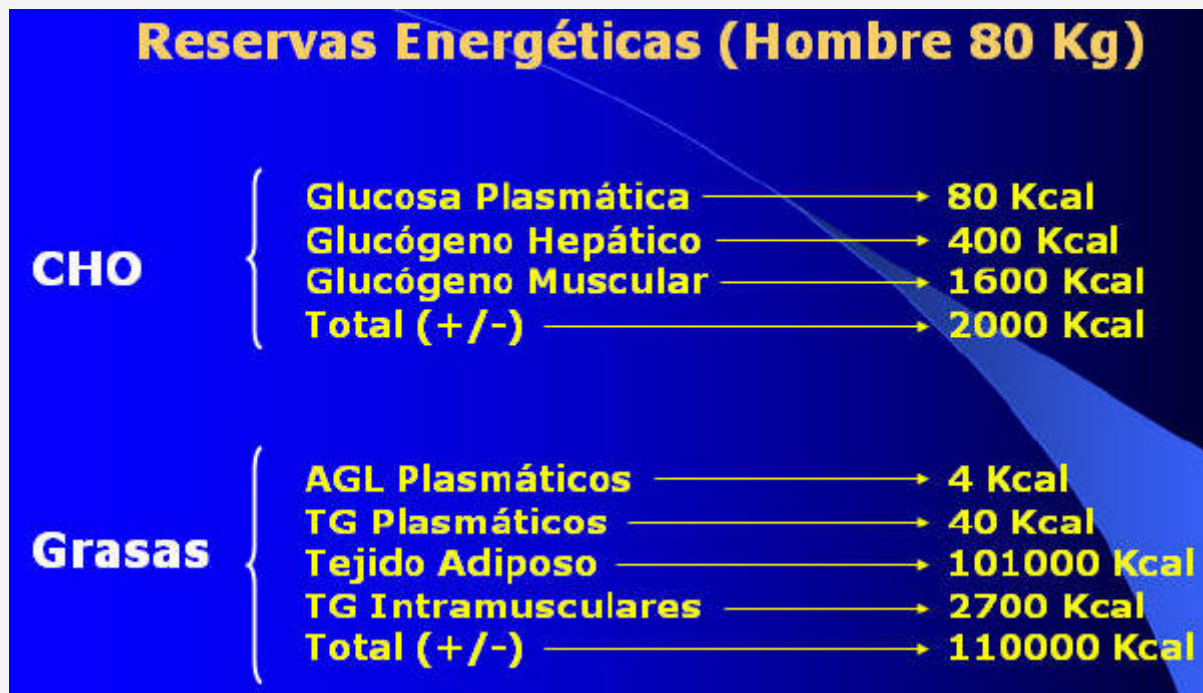 Reservas Energéticas (Hombre 80 Kg)
CHO
Glucosa Plasmática 80 Kcal
Glucógeno Hepático 400 Kcal
Glucógeno Muscular 1600 Kcal
Total (+/-) 2000 Kcal
Grasas
AGL Plasmáticos 4 Kcal
TG Plasmáticos 40 Kcal
Tejido Adiposo 101000 Kcal
TG Intramusculares 2700 Kcal
Total (+/-) 110000 Kcal